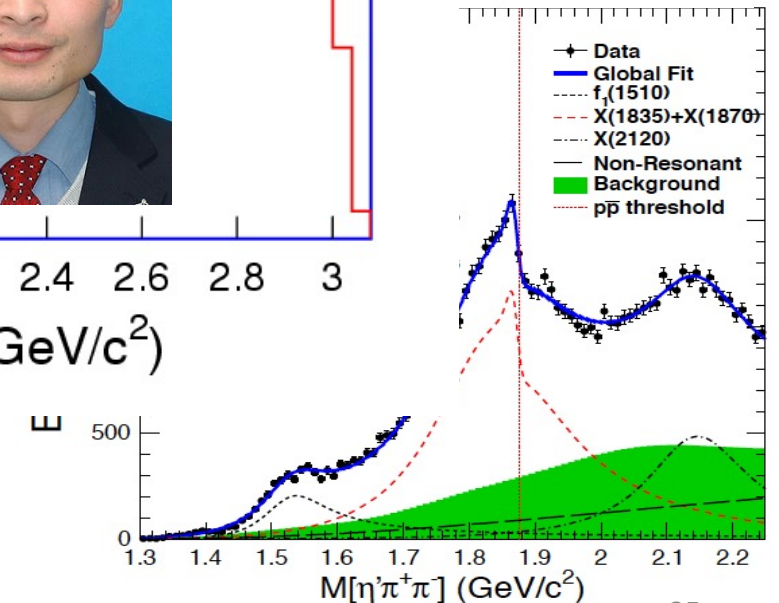 Data
Global Fit
f1(1510)
X(1835)+X(1870)
X(2120)
Non-Resonant
Background
pp̅ threshold
2.4 2.6 2.8 3
GeV/c²)
500
0
1.3 1.4 1.5 1.6 1.7 1.8 1.9 2 2.1 2.2
M[η'π⁺π⁻] (GeV/c²)